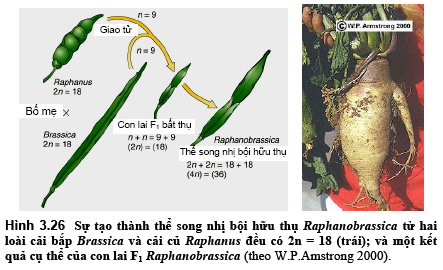 n = 9
Giao tử
n = 9
Raphanus
2n = 18
Bố mẹ ×
Brassica
2n = 18
Con lai F1 bất thụ
n + n = 9 + 9
(2n) = (18)
Raphanobrassica
Thể song nhị bội hữu thụ
2n + 2n = 18 + 18
(4n) = (36)
© W.P. Armstrong 2000
Hình 3.26 Sự tạo thành thể song nhị bội hữu thụ Raphanobrassica từ hai
loài cải bắp Brassica và cải củ Raphanus đều có 2n = 18 (trái); và một kết
quả cụ thể của con lai F1 Raphanobrassica (theo W.P.Amstrong 2000).